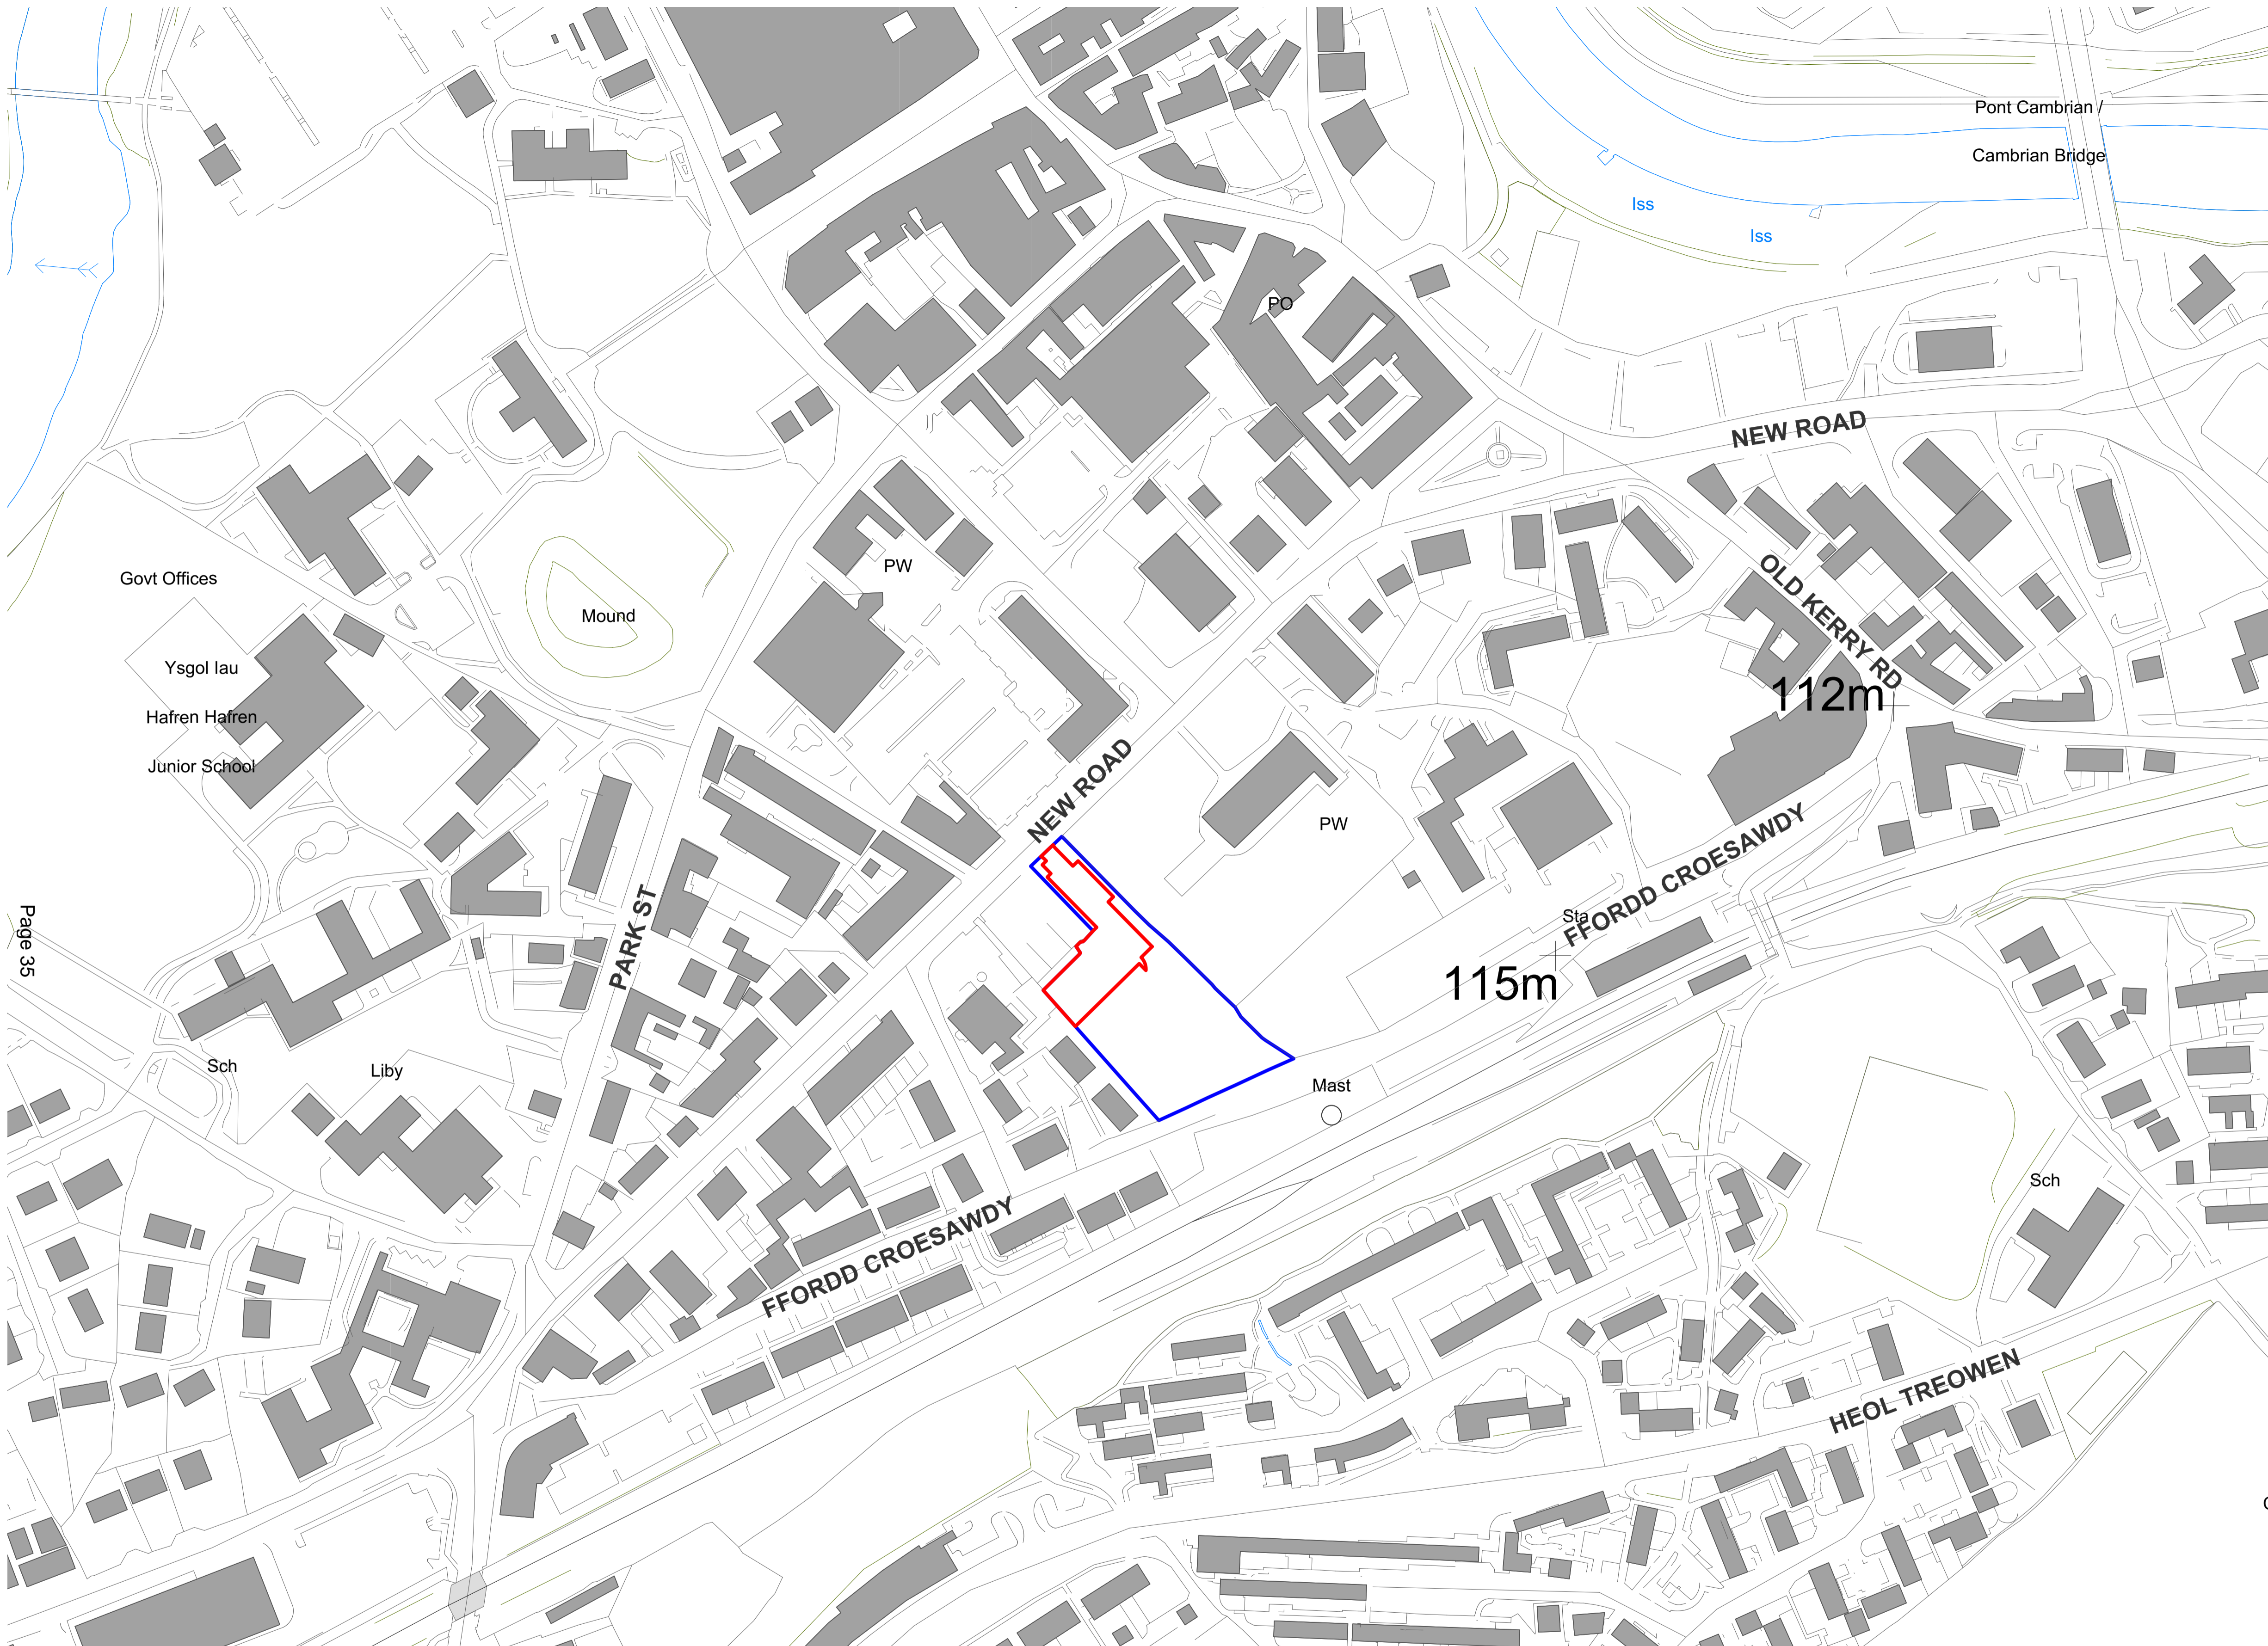 Pont Cambrian /
Cambrian Bridge
Iss
Iss
PO
NEW ROAD
PW
Govt Offices
Mound
OLD KERRY RD
Ysgol Iau
112m
Hafren Hafren
Junior School
NEW ROAD
PW
FFORDD CROESAWDY
PARK ST
Sta
Page 35
115m
Sch
Liby
Mast
Sch
FFORDD CROESAWDY
HEOL TREOWEN